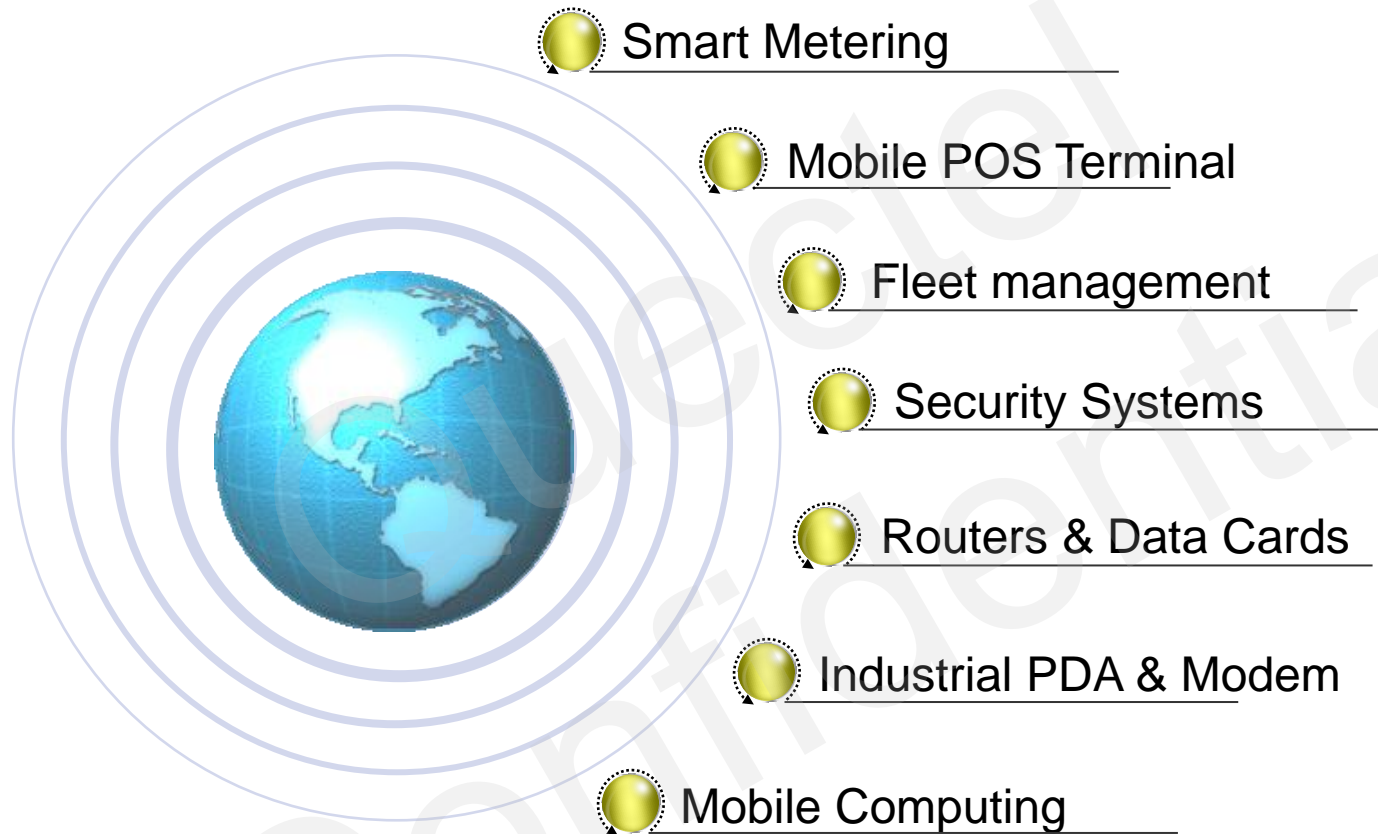 Smart Metering
Mobile POS Terminal
Fleet management
Security Systems
Routers & Data Cards
Industrial PDA & Modem
Mobile Computing
Quectel
Confidential